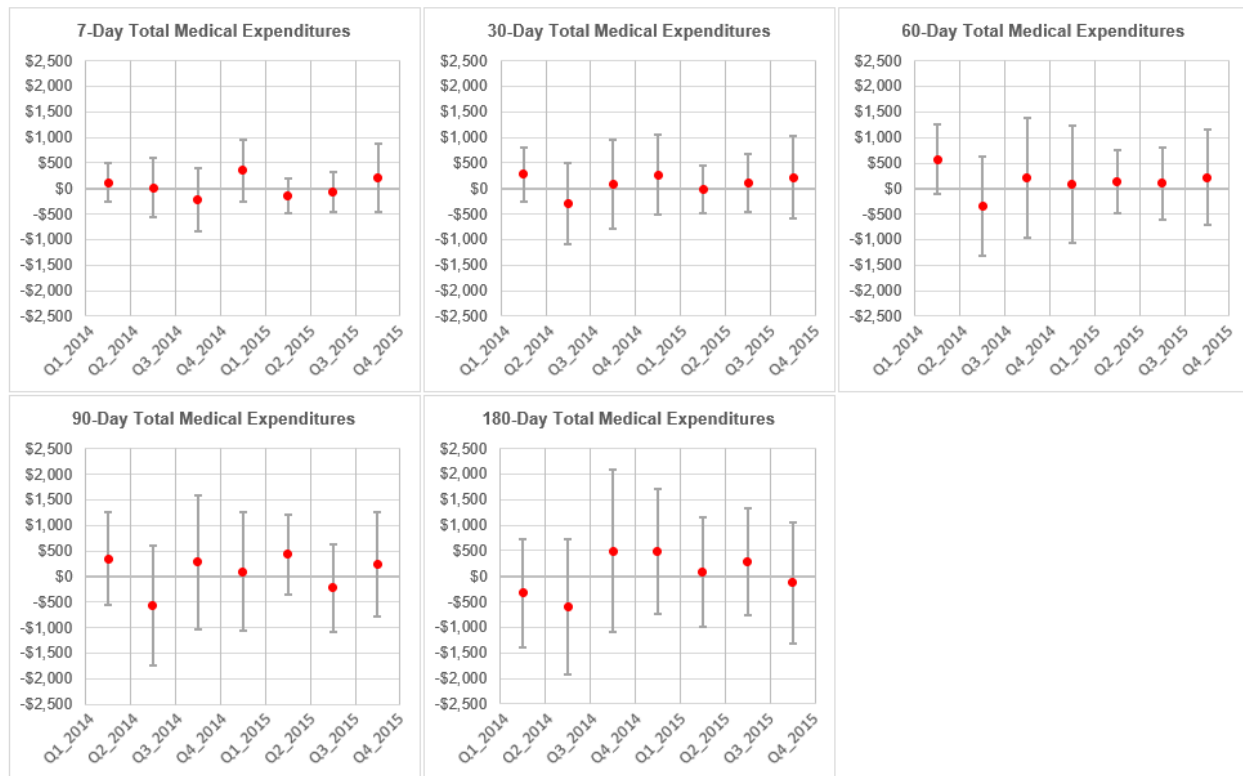 7-Day Total Medical Expenditures
$2,500
$2,000
$1,500
$1,000
$500
$0
-$500
-$1,000
-$1,500
-$2,000
-$2,500
Q1_2014
Q2_2014
Q3_2014
Q4_2014
Q1_2015
Q2_2015
Q3_2015
Q4_2015
30-Day Total Medical Expenditures
$2,500
$2,000
$1,500
$1,000
$500
$0
-$500
-$1,000
-$1,500
-$2,000
-$2,500
Q1_2014
Q2_2014
Q3_2014
Q4_2014
Q1_2015
Q2_2015
Q3_2015
Q4_2015
60-Day Total Medical Expenditures
$2,500
$2,000
$1,500
$1,000
$500
$0
-$500
-$1,000
-$1,500
-$2,000
-$2,500
Q1_2014
Q2_2014
Q3_2014
Q4_2014
Q1_2015
Q2_2015
Q3_2015
Q4_2015
90-Day Total Medical Expenditures
$2,500
$2,000
$1,500
$1,000
$500
$0
-$500
-$1,000
-$1,500
-$2,000
-$2,500
Q1_2014
Q2_2014
Q3_2014
Q4_2014
Q1_2015
Q2_2015
Q3_2015
Q4_2015
180-Day Total Medical Expenditures
$2,500
$2,000
$1,500
$1,000
$500
$0
-$500
-$1,000
-$1,500
-$2,000
-$2,500
Q1_2014
Q2_2014
Q3_2014
Q4_2014
Q1_2015
Q2_2015
Q3_2015
Q4_2015